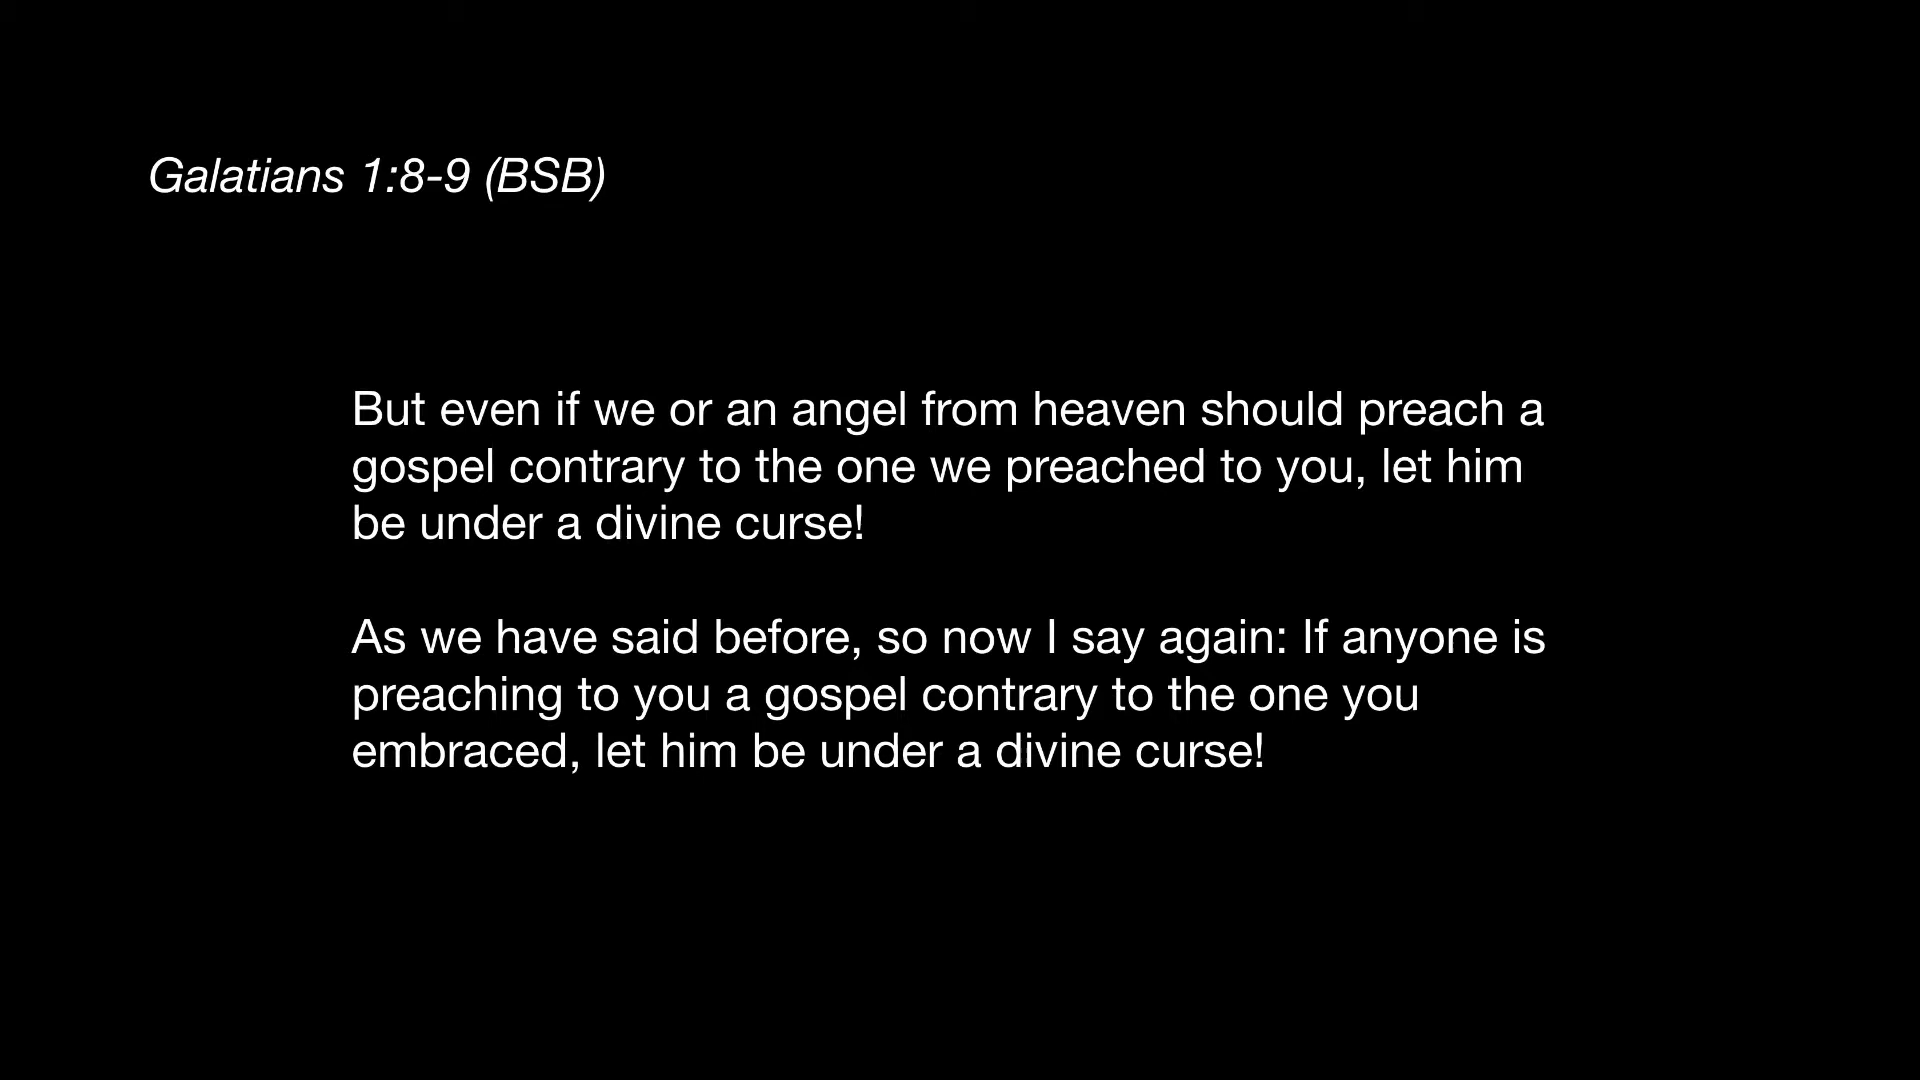 Galatians 1:8-9 (BSB)
But even if we or an angel from heaven should preach a
gospel contrary to the one we preached to you, let him
be under a divine curse!
As we have said before, so now I say again: If anyone is
preaching to you a gospel contrary to the one you
embraced, let him be under a divine curse!